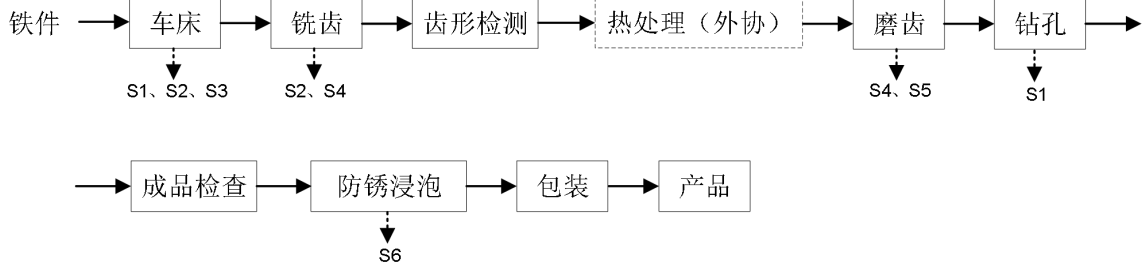 铁件 车床 铣齿 齿形检测 热处理（外协） 磨齿 钻孔
S1、S2、S3 S2、S4 S4、S5 S1
成品检查 防锈浸泡 包装 产品
S6